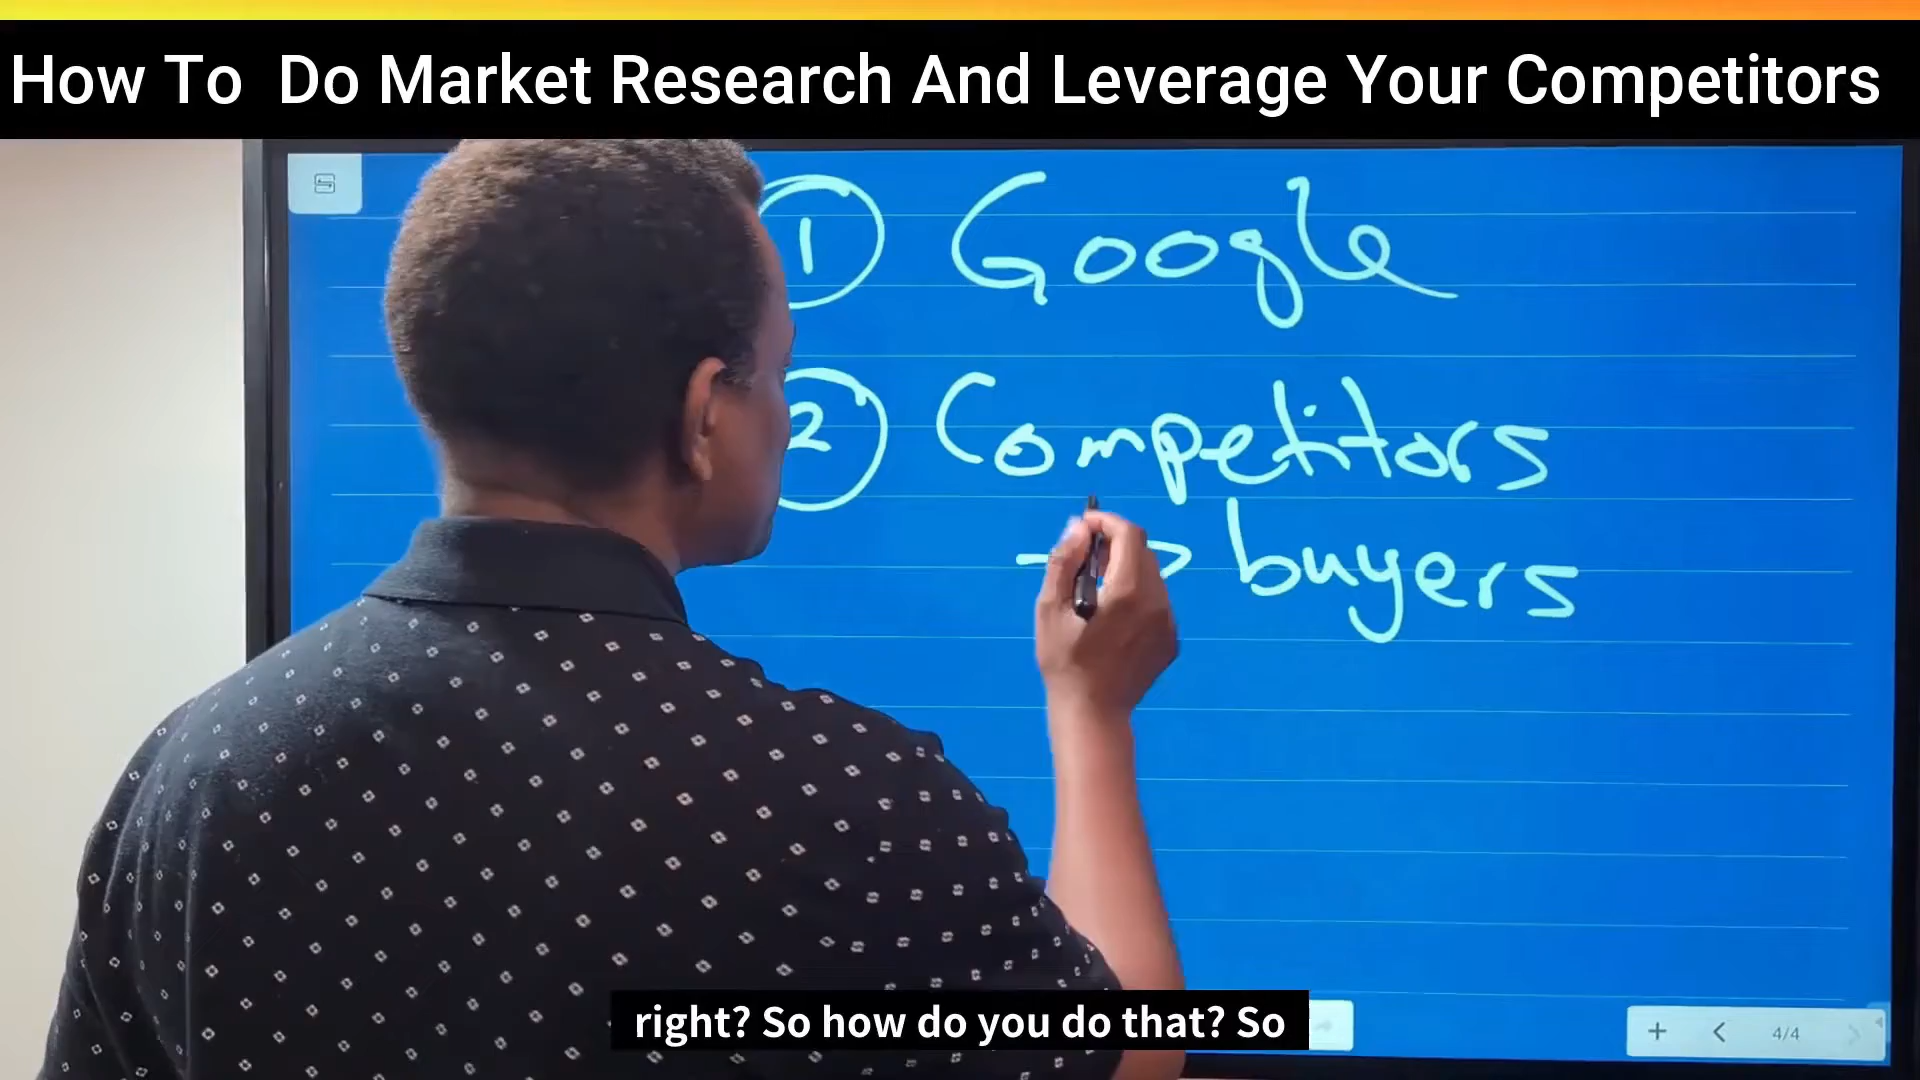 How To Do Market Research And Leverage Your Competitors
1 Google
2 Competitors
-> buyers
right? So how do you do that? So
+ < 4/4 >